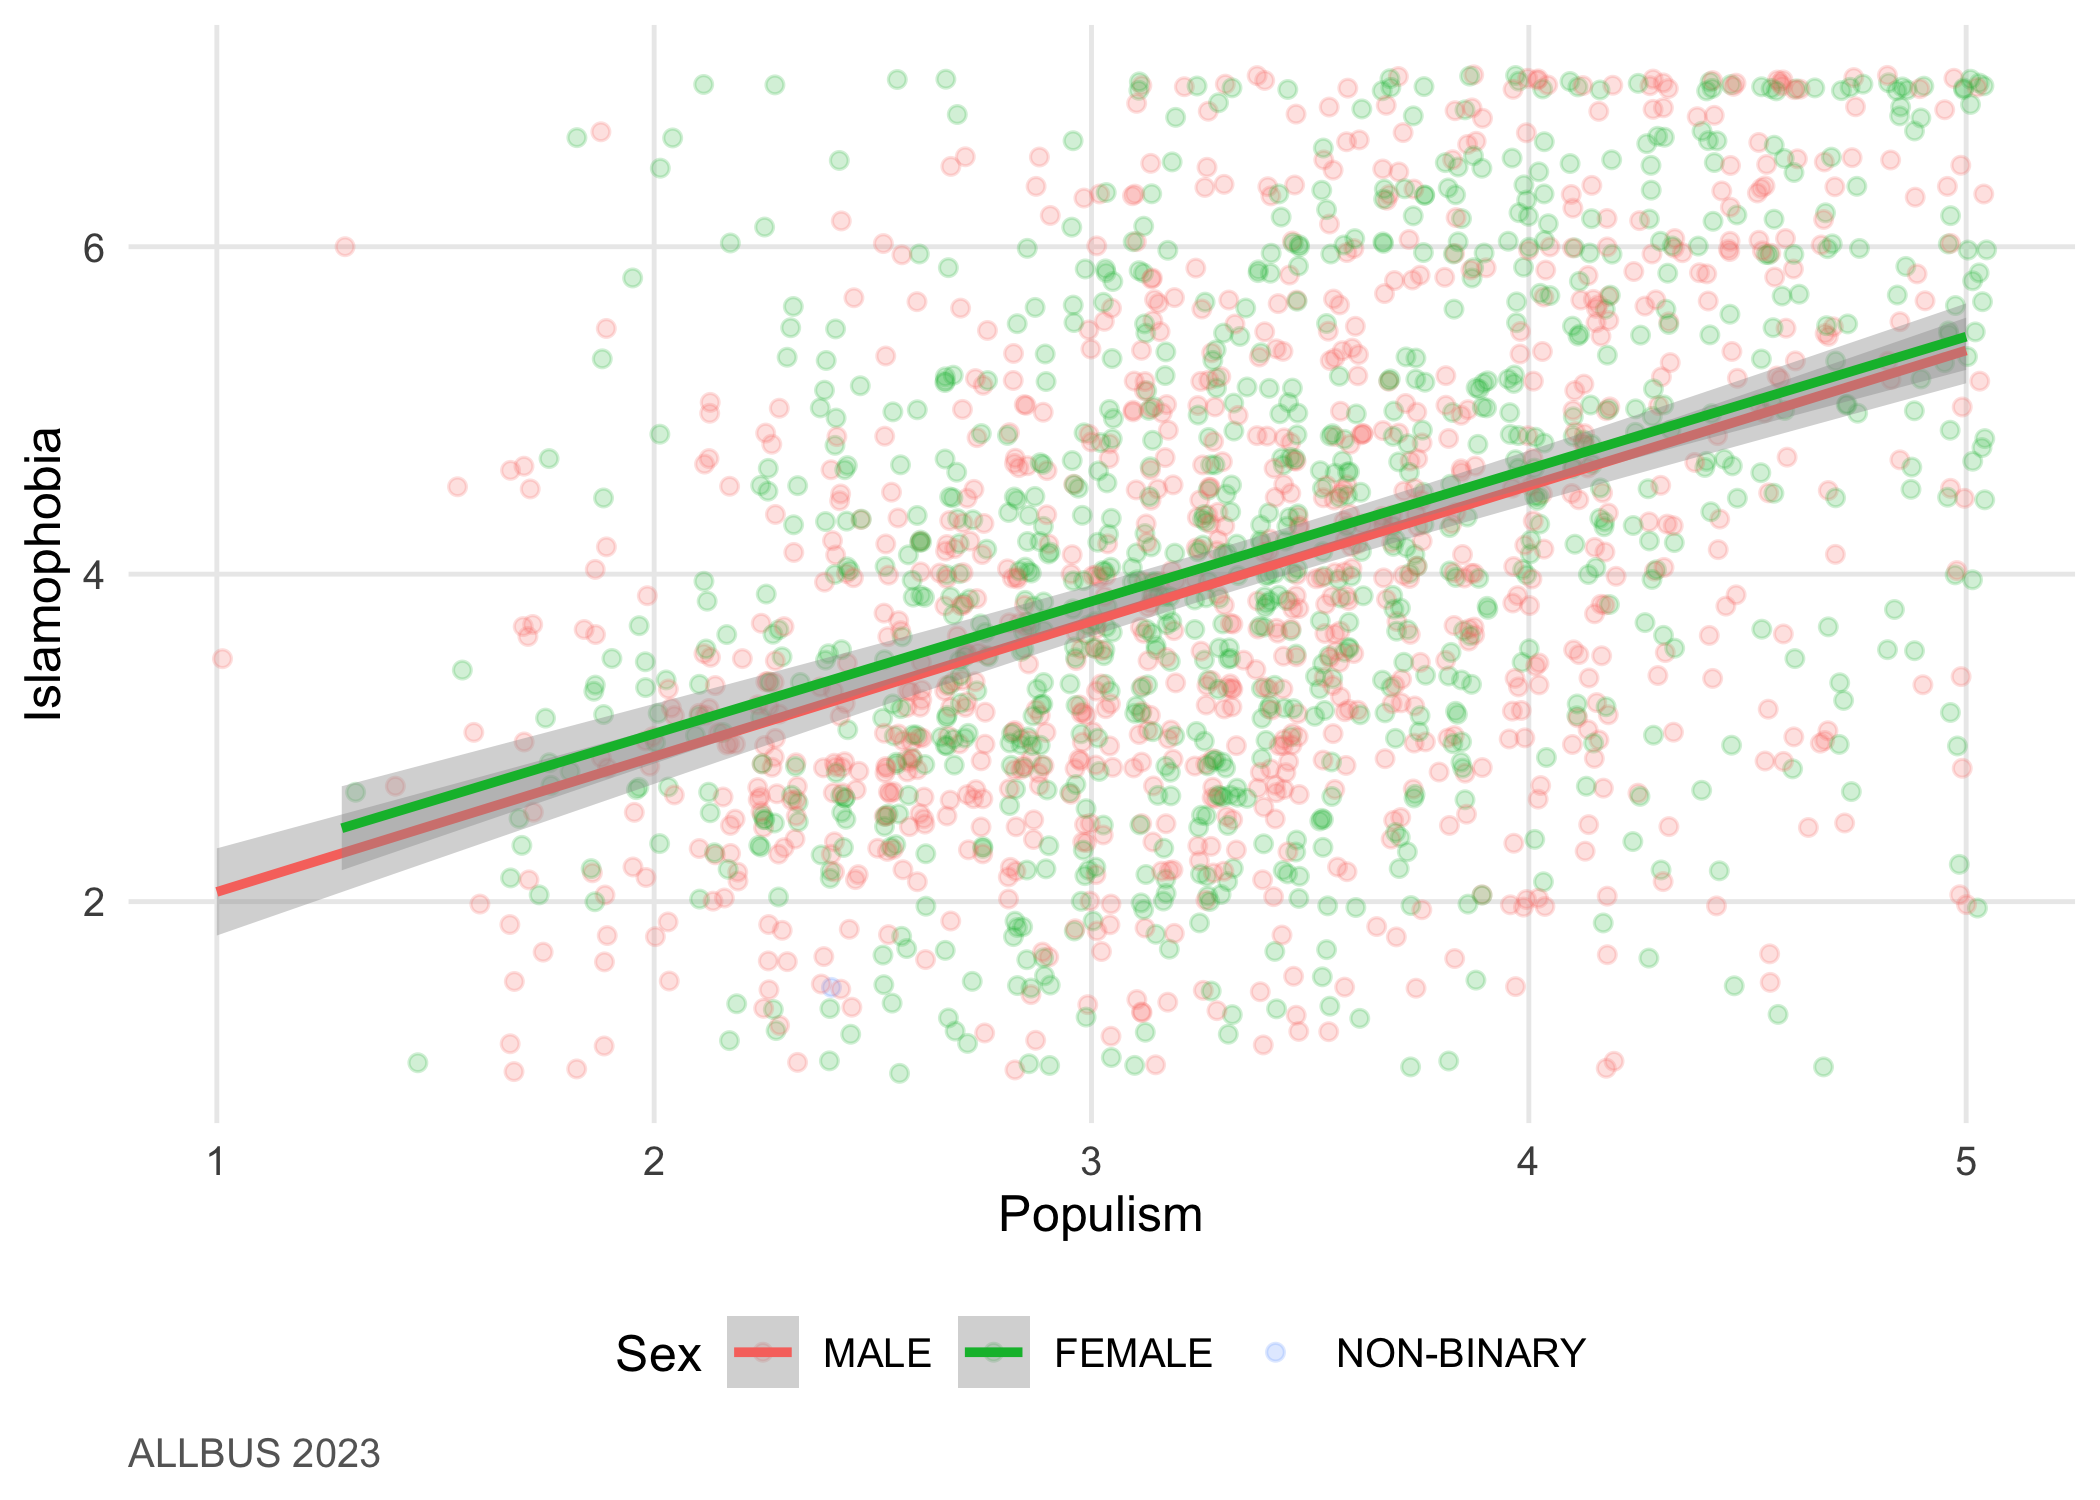 Islamophobia
6
4
2
1 2 3 4 5
Populism
Sex MALE FEMALE NON-BINARY
ALLBUS 2023